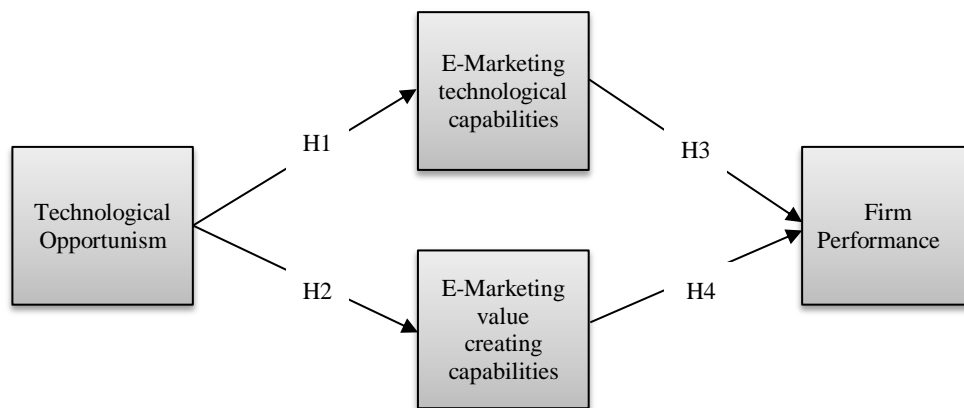 E-Marketing
technological
capabilities
H1
H3
Technological
Opportunism
Firm
Performance
H2
H4
E-Marketing
value
creating
capabilities